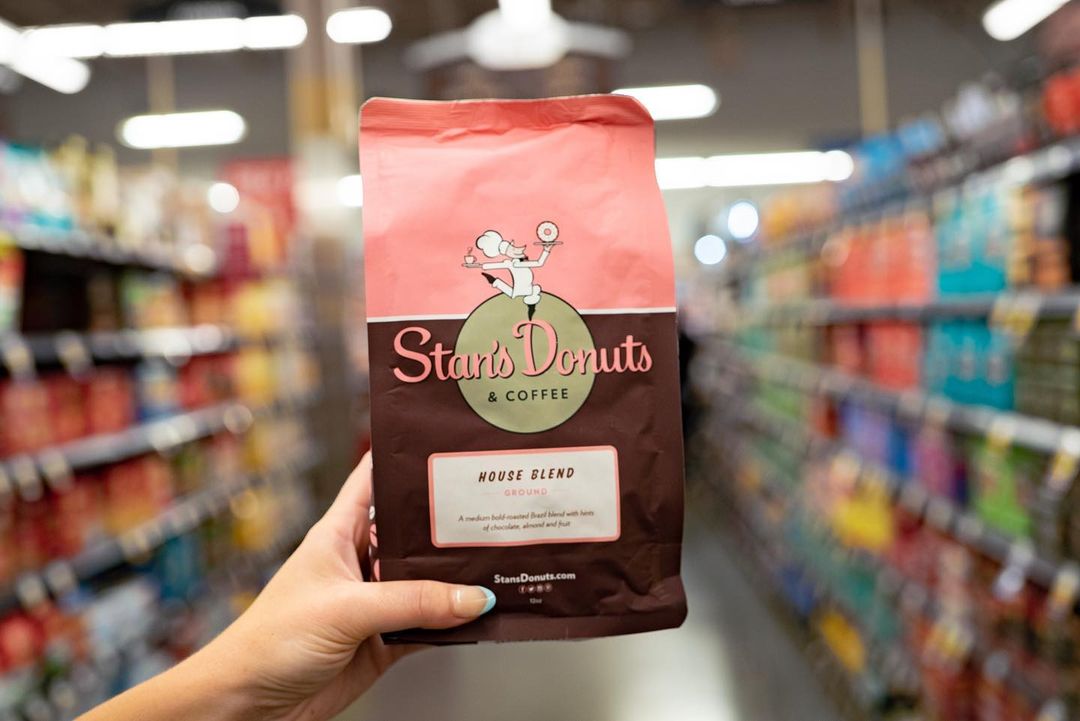 Stan's Donuts
& COFFEE
HOUSE BLEND
GROUND
A medium bold-roasted Brazil blend with hints
of chocolate, almond and fruit
StansDonuts.com
12oz